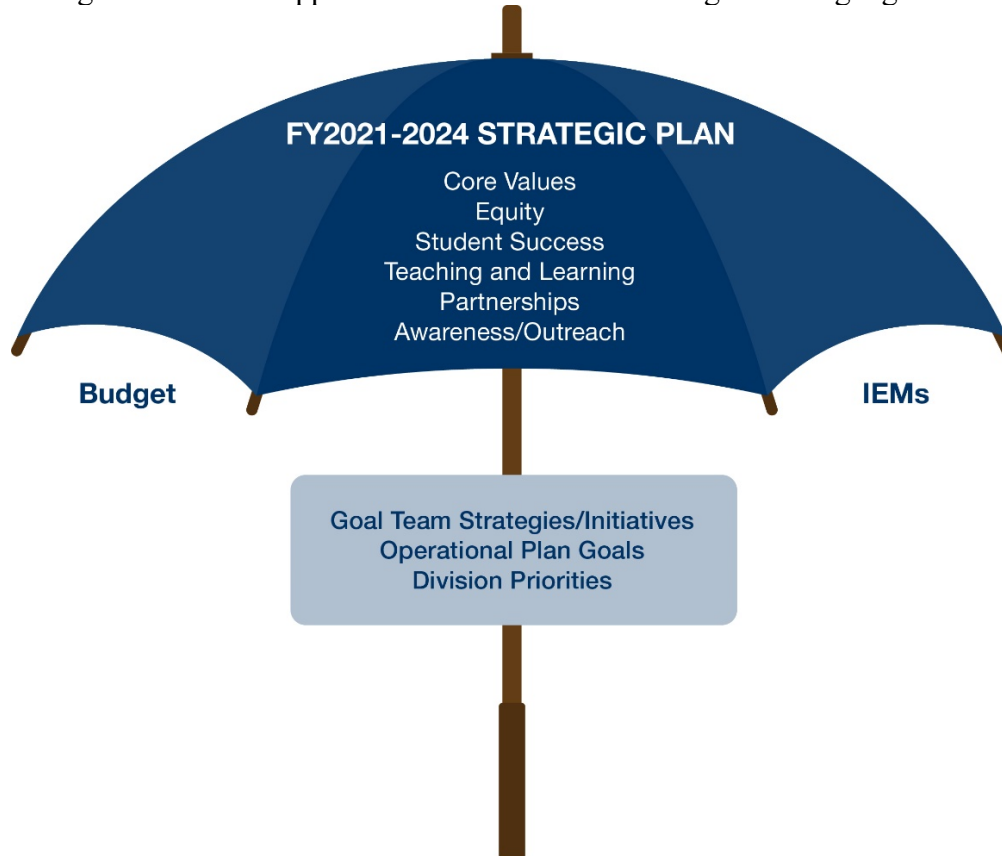 FY2021-2024 STRATEGIC PLAN
Core Values
Equity
Student Success
Teaching and Learning
Partnerships
Awareness/Outreach
Budget
IEMs
Goal Team Strategies/Initiatives
Operational Plan Goals
Division Priorities